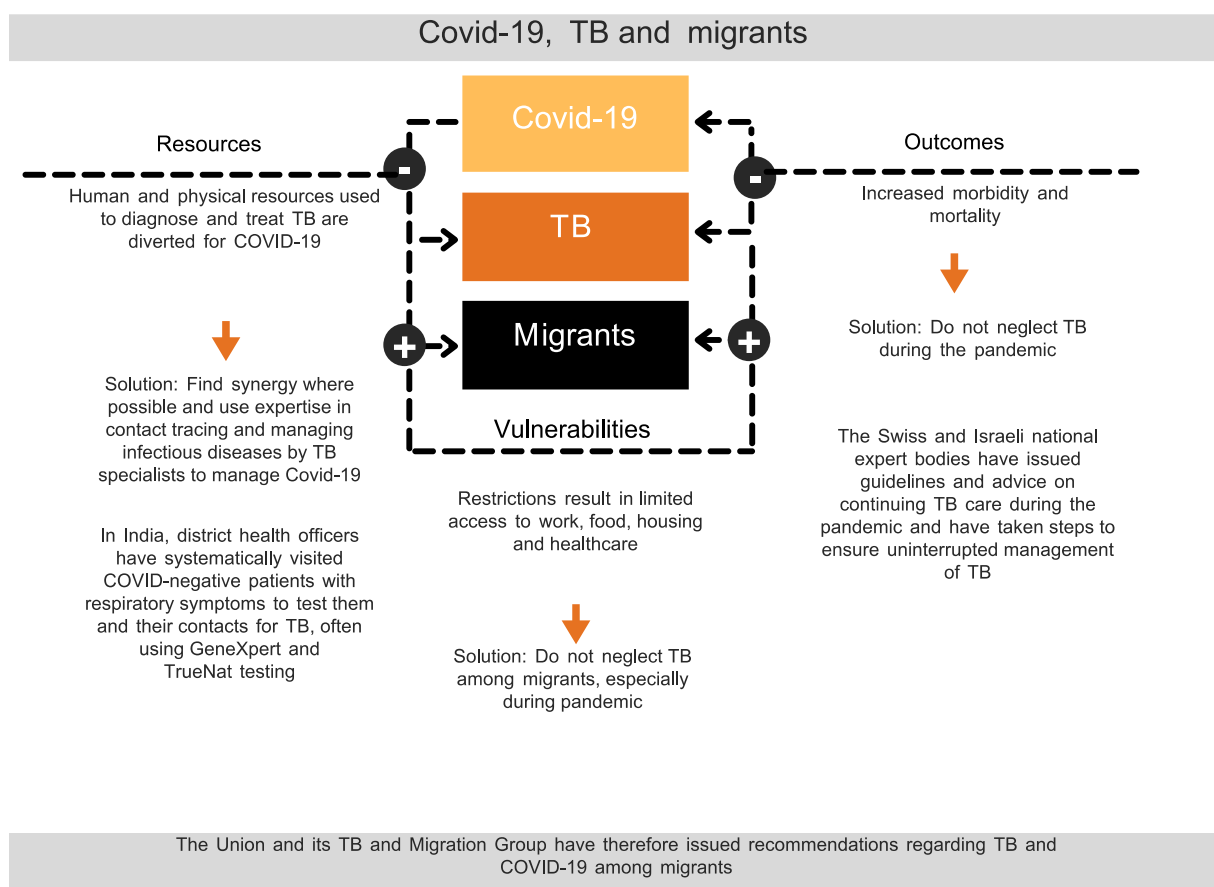 Covid-19, TB and migrants
Covid-19
TB
Migrants
Resources
-
+
Human and physical resources used
to diagnose and treat TB are
diverted for COVID-19
Solution: Find synergy where
possible and use expertise in
contact tracing and managing
infectious diseases by TB
specialists to manage Covid-19
In India, district health officers
have systematically visited
COVID-negative patients with
respiratory symptoms to test them
and their contacts for TB, often
using GeneXpert and
TrueNat testing
Vulnerabilities
Restrictions result in limited
access to work, food, housing
and healthcare
Solution: Do not neglect TB
among migrants, especially
during pandemic
Outcomes
-
+
Increased morbidity and
mortality
Solution: Do not neglect TB
during the pandemic
The Swiss and Israeli national
expert bodies have issued
guidelines and advice on
continuing TB care during the
pandemic and have taken steps to
ensure uninterrupted management
of TB
The Union and its TB and Migration Group have therefore issued recommendations regarding TB and
COVID-19 among migrants